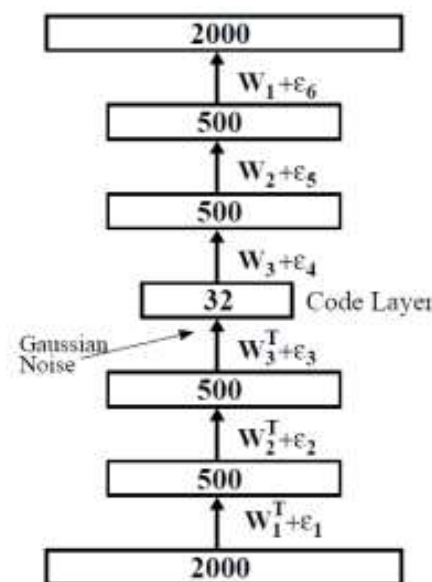 2000
W₁+ε₆
500
W₂+ε₅
500
W₃+ε₄
32
Code Layer
Gaussian
Noise
W₃ᵀ+ε₃
500
W₂ᵀ+ε₂
500
W₁ᵀ+ε₁
2000